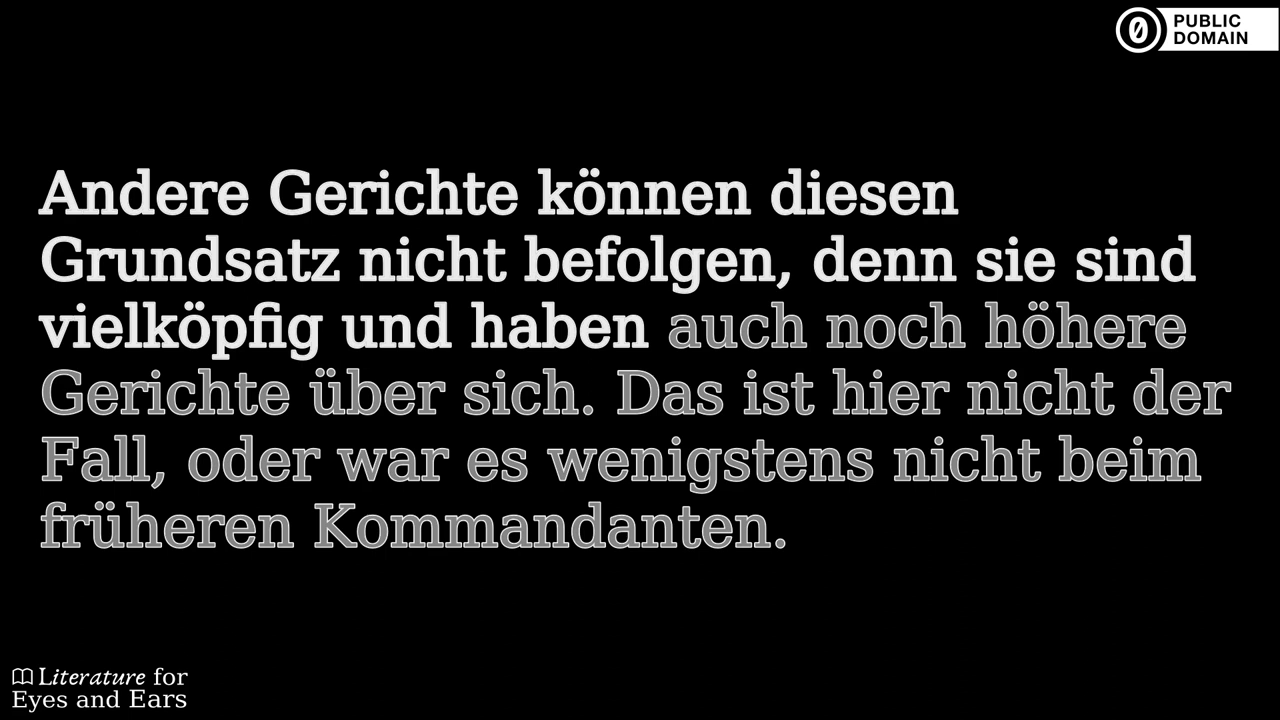 PUBLIC
DOMAIN
Andere Gerichte können diesen
Grundsatz nicht befolgen, denn sie sind
vielköpfig und haben auch noch höhere
Gerichte über sich. Das ist hier nicht der
Fall, oder war es wenigstens nicht beim
früheren Kommandanten.
Literature for
Eyes and Ears